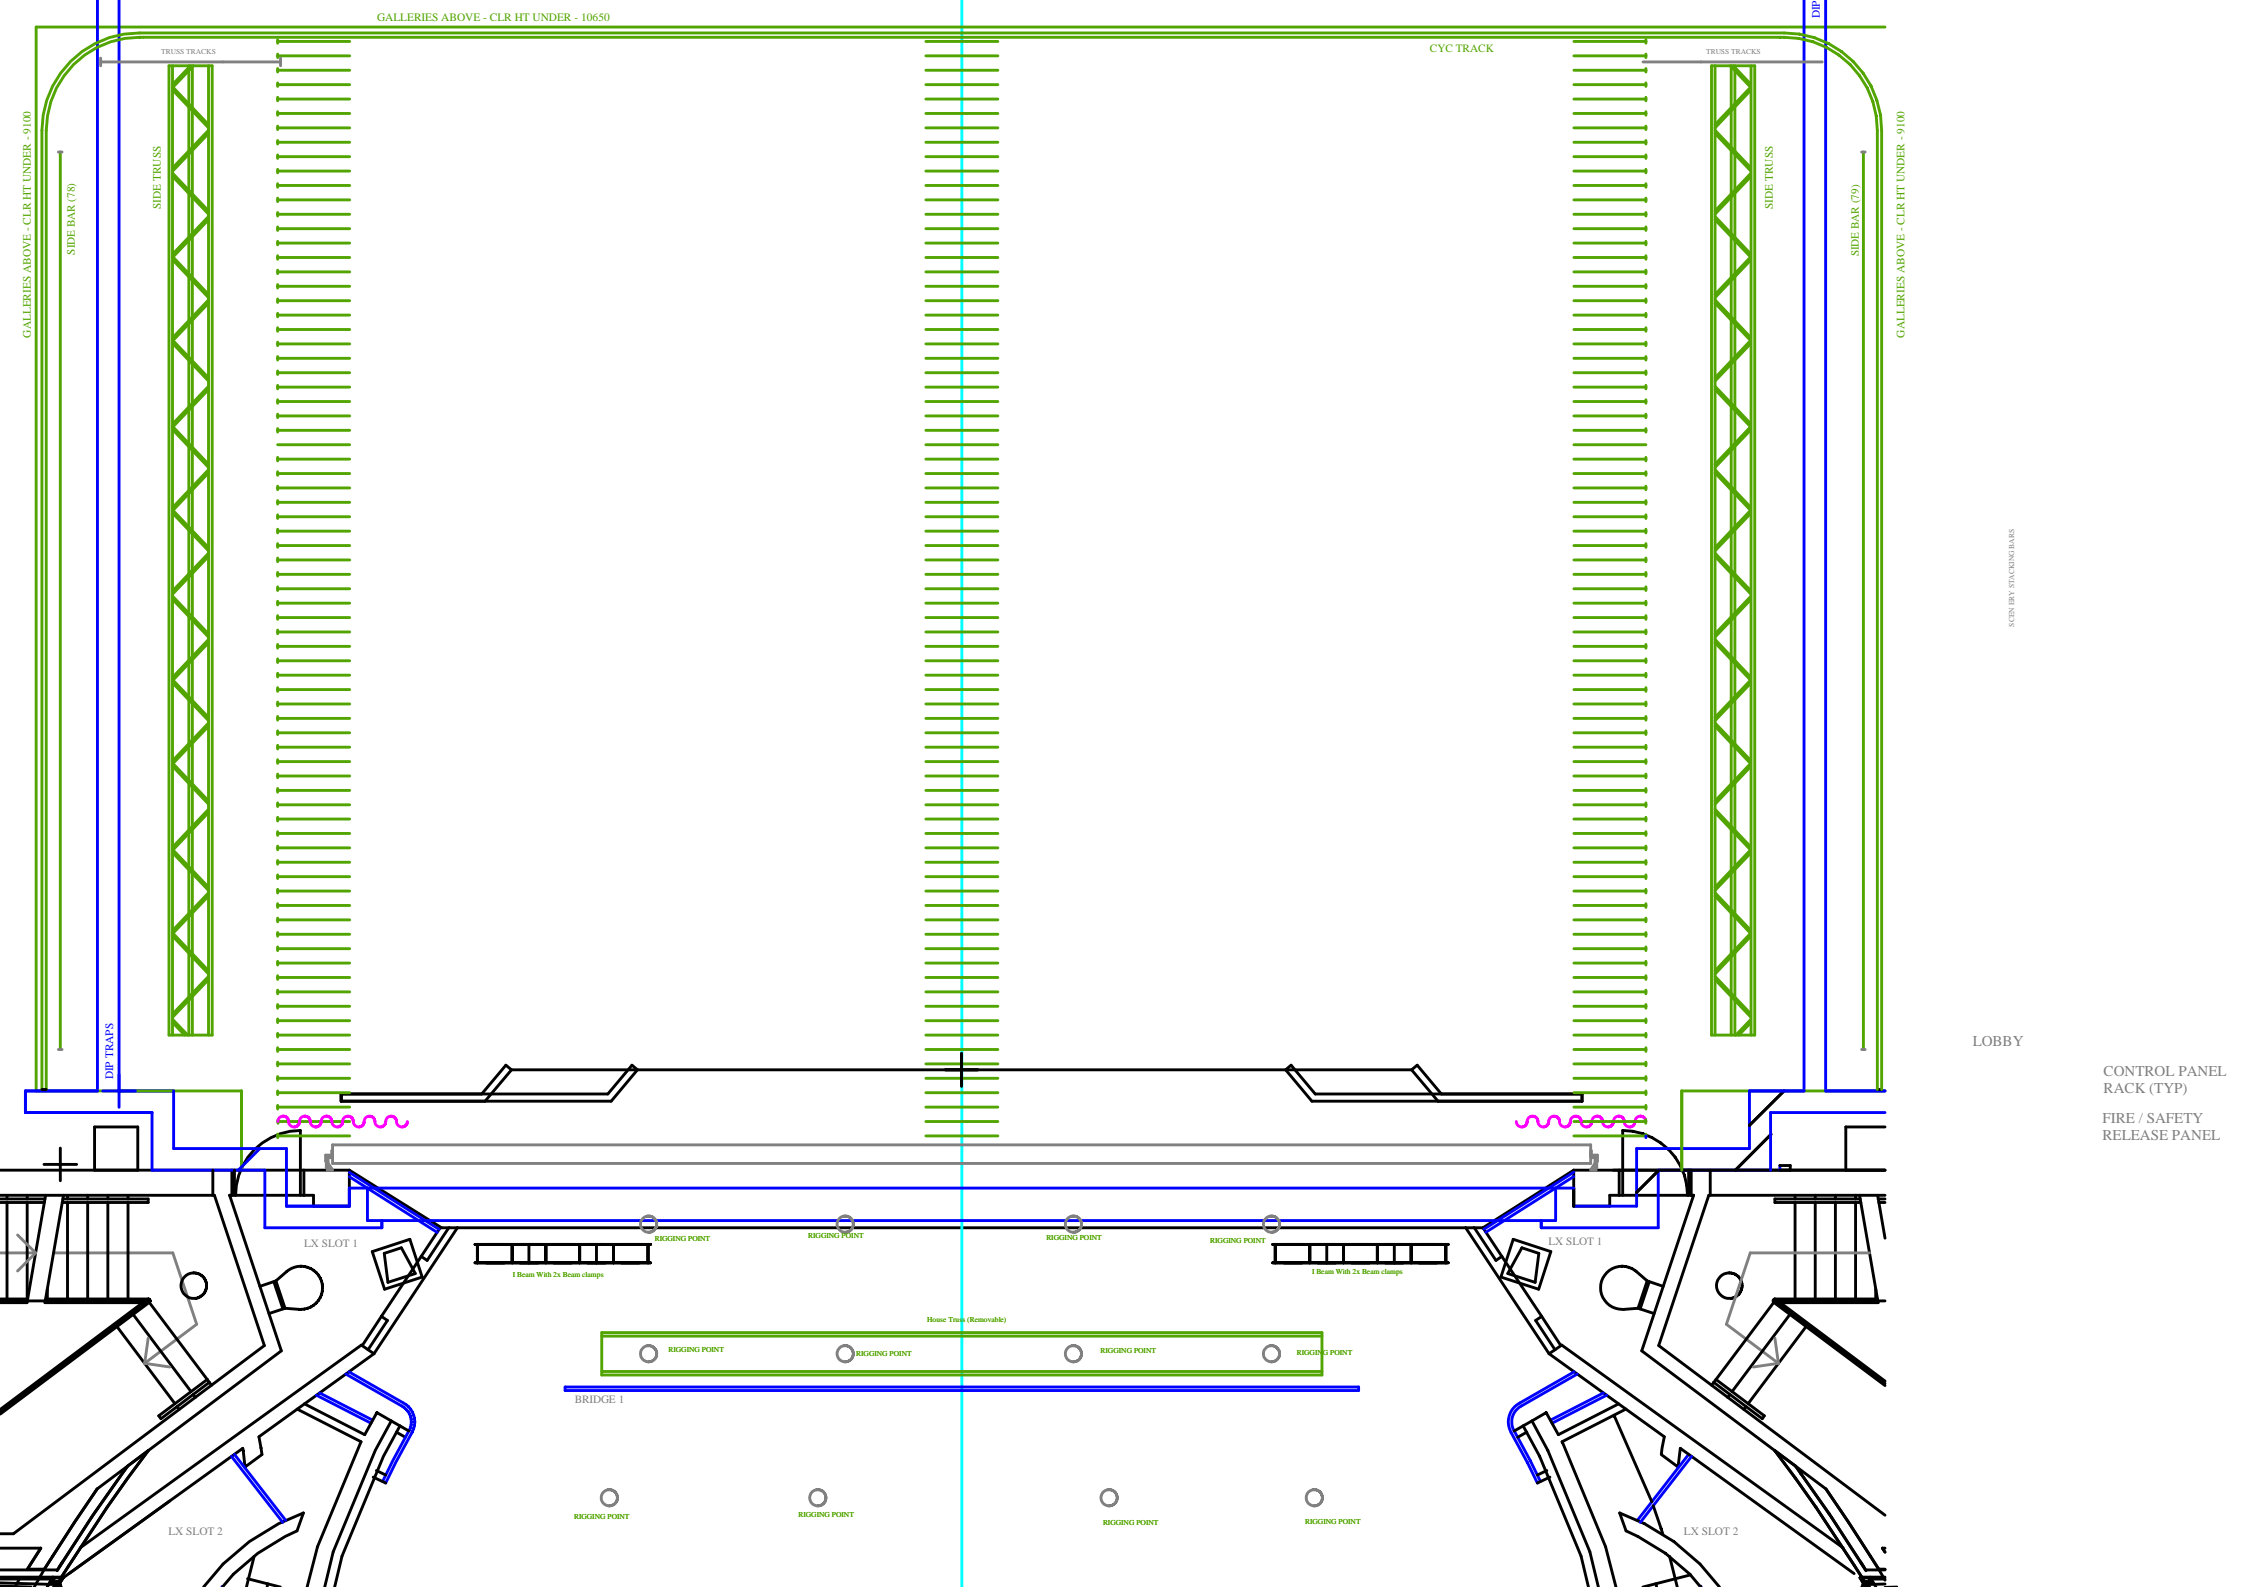 DIP
GALLERIES ABOVE - CLR HT UNDER - 10650
CYC TRACK
TRUSS TRACKS
TRUSS TRACKS
GALLERIES ABOVE - CLR HT UNDER - 9100
SIDE BAR (78)
SIDE TRUSS
SIDE TRUSS
SIDE BAR (79)
GALLERIES ABOVE - CLR HT UNDER - 9100
SCENERY STACKING BARS
DIP TRAPS
LOBBY
CONTROL PANEL
RACK (TYP)
FIRE / SAFETY
RELEASE PANEL
LX SLOT 1
RIGGING POINT
RIGGING POINT
RIGGING POINT
RIGGING POINT
LX SLOT 1
I Beam With 2x Beam clamps
I Beam With 2x Beam clamps
House Truss (Removable)
RIGGING POINT
RIGGING POINT
RIGGING POINT
RIGGING POINT
BRIDGE 1
RIGGING POINT
RIGGING POINT
RIGGING POINT
RIGGING POINT
LX SLOT 2
LX SLOT 2